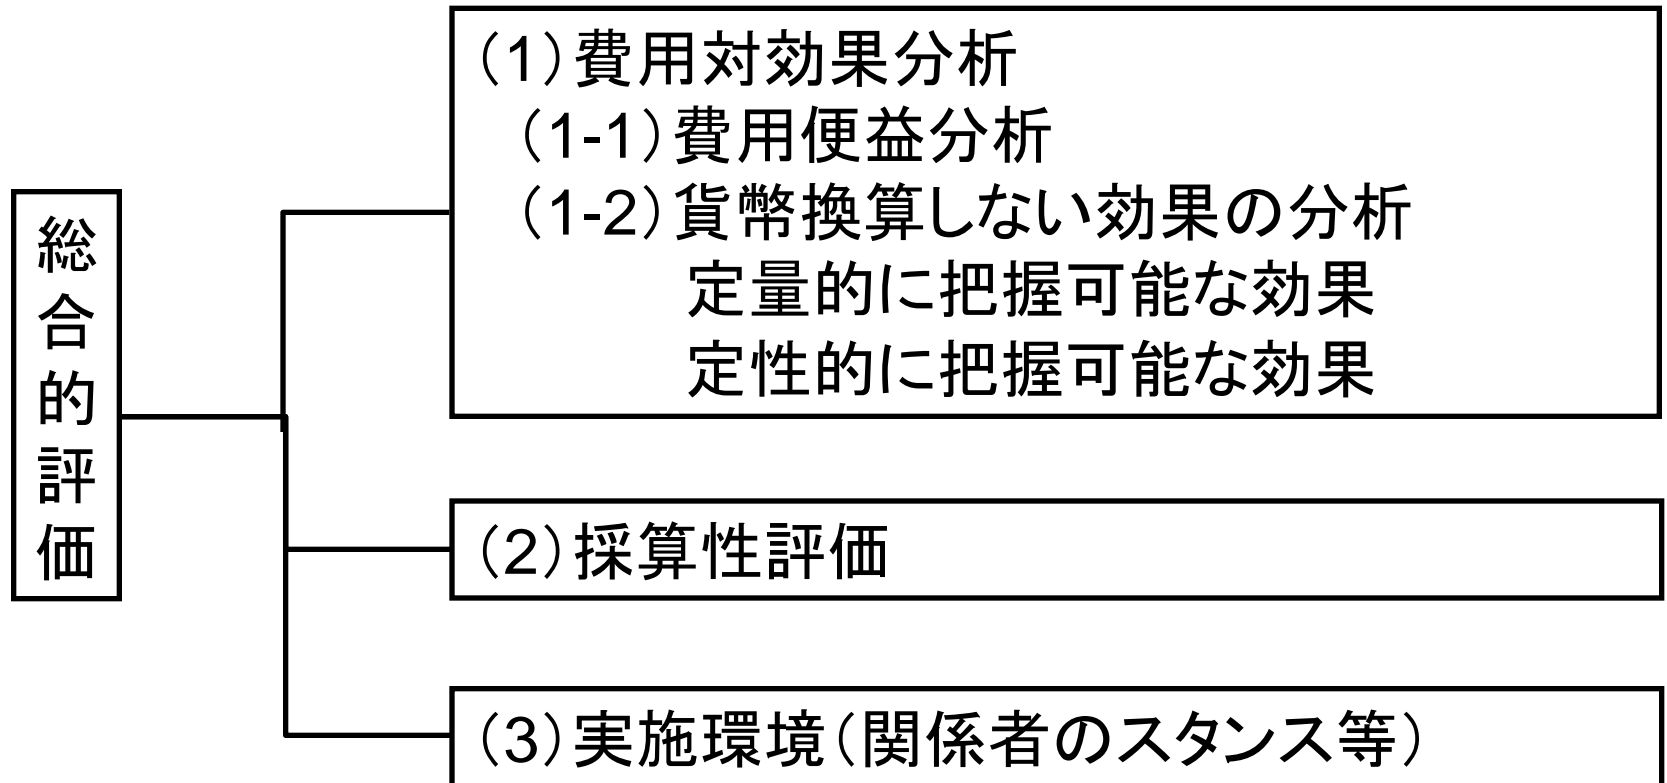 総合的評価
(1)費用対効果分析
(1-1)費用便益分析
(1-2)貨幣換算しない効果の分析
定量的に把握可能な効果
定性的に把握可能な効果
(2)採算性評価
(3)実施環境(関係者のスタンス等)